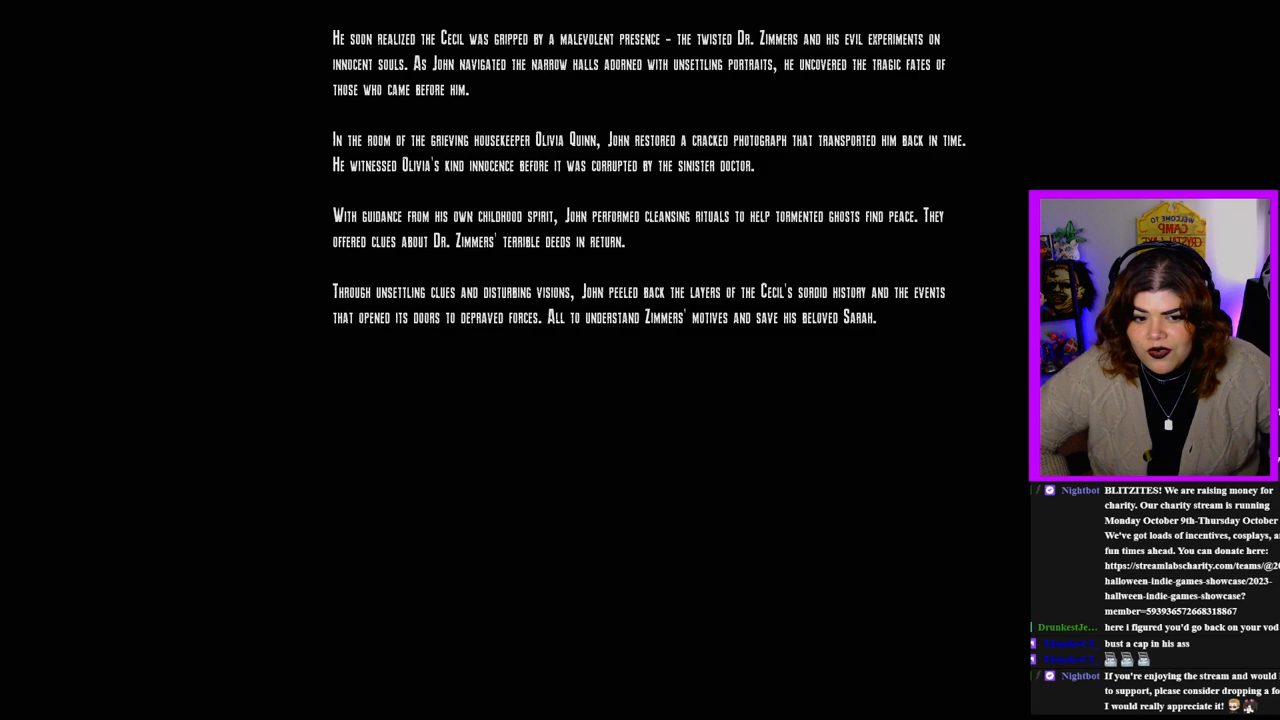 He soon realized the Cecil was gripped by a malevolent presence - the twisted Dr. Zimmers and his evil experiments on
innocent souls. As John navigated the narrow halls adorned with unsettling portraits, he uncovered the tragic fates of
those who came before him.
In the room of the grieving housekeeper Olivia Quinn, John restored a cracked photograph that transported him back in time.
He witnessed Olivia's kind innocence before it was corrupted by the sinister doctor.
With guidance from his own childhood spirit, John performed cleansing rituals to help tormented ghosts find peace. They
offered clues about Dr. Zimmers' terrible deeds in return.
Through unsettling clues and disturbing visions, John peeled back the layers of the Cecil's sordid history and the events
that opened its doors to depraved forces. All to understand Zimmers' motives and save his beloved Sarah.
WELCOME TO
CAMP
CRYSTAL LAKE
Nightbot BLITZITES! We are raising money for
charity. Our charity stream is running
Monday October 9th-Thursday October
We've got loads of incentives, cosplays,
fun times ahead. You can donate here:
https://streamlabscharity.com/teams/@20
halloween-indie-games-showcase/2023-
hallween-indie-games-showcase?
member=593936572668318867
DrunkestJe... here i figured you'd go back on your vod
bust a cap in his ass
Nightbot If you're enjoying the stream and would
to support, please consider dropping a fo
I would really appreciate it!